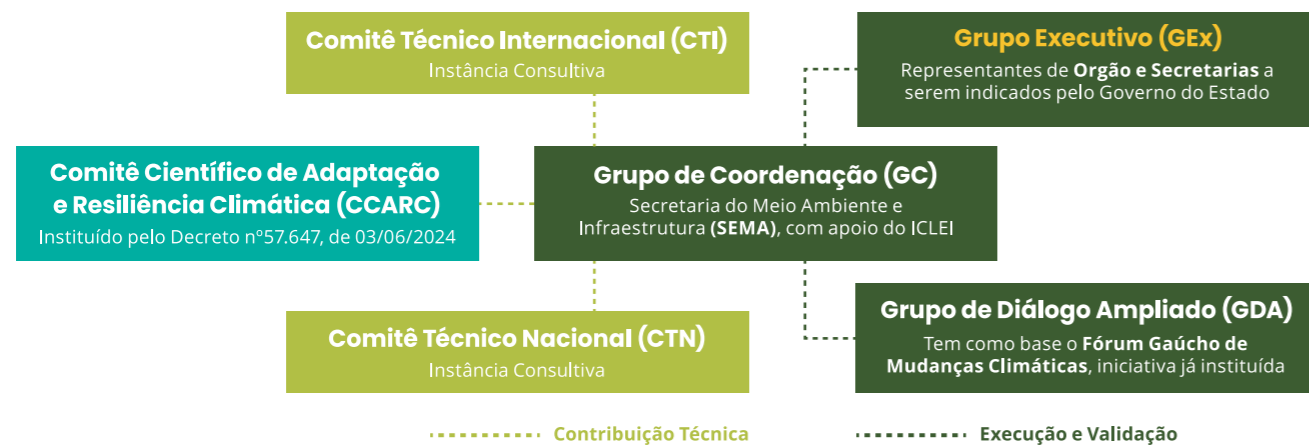 Comitê Técnico Internacional (CTI)
Instância Consultiva
Grupo Executivo (GEx)
Representantes de Orgão e Secretarias a
serem indicados pelo Governo do Estado
Comitê Científico de Adaptação
e Resiliência Climática (CCARC)
Instituído pelo Decreto nº57.647, de 03/06/2024
Grupo de Coordenação (GC)
Secretaria do Meio Ambiente e
Infraestrutura (SEMA), com apoio do ICLEI
Comitê Técnico Nacional (CTN)
Instância Consultiva
Grupo de Diálogo Ampliado (GDA)
Tem como base o Fórum Gaúcho de
Mudanças Climáticas, iniciativa já instituída
Contribuição Técnica
Execução e Validação